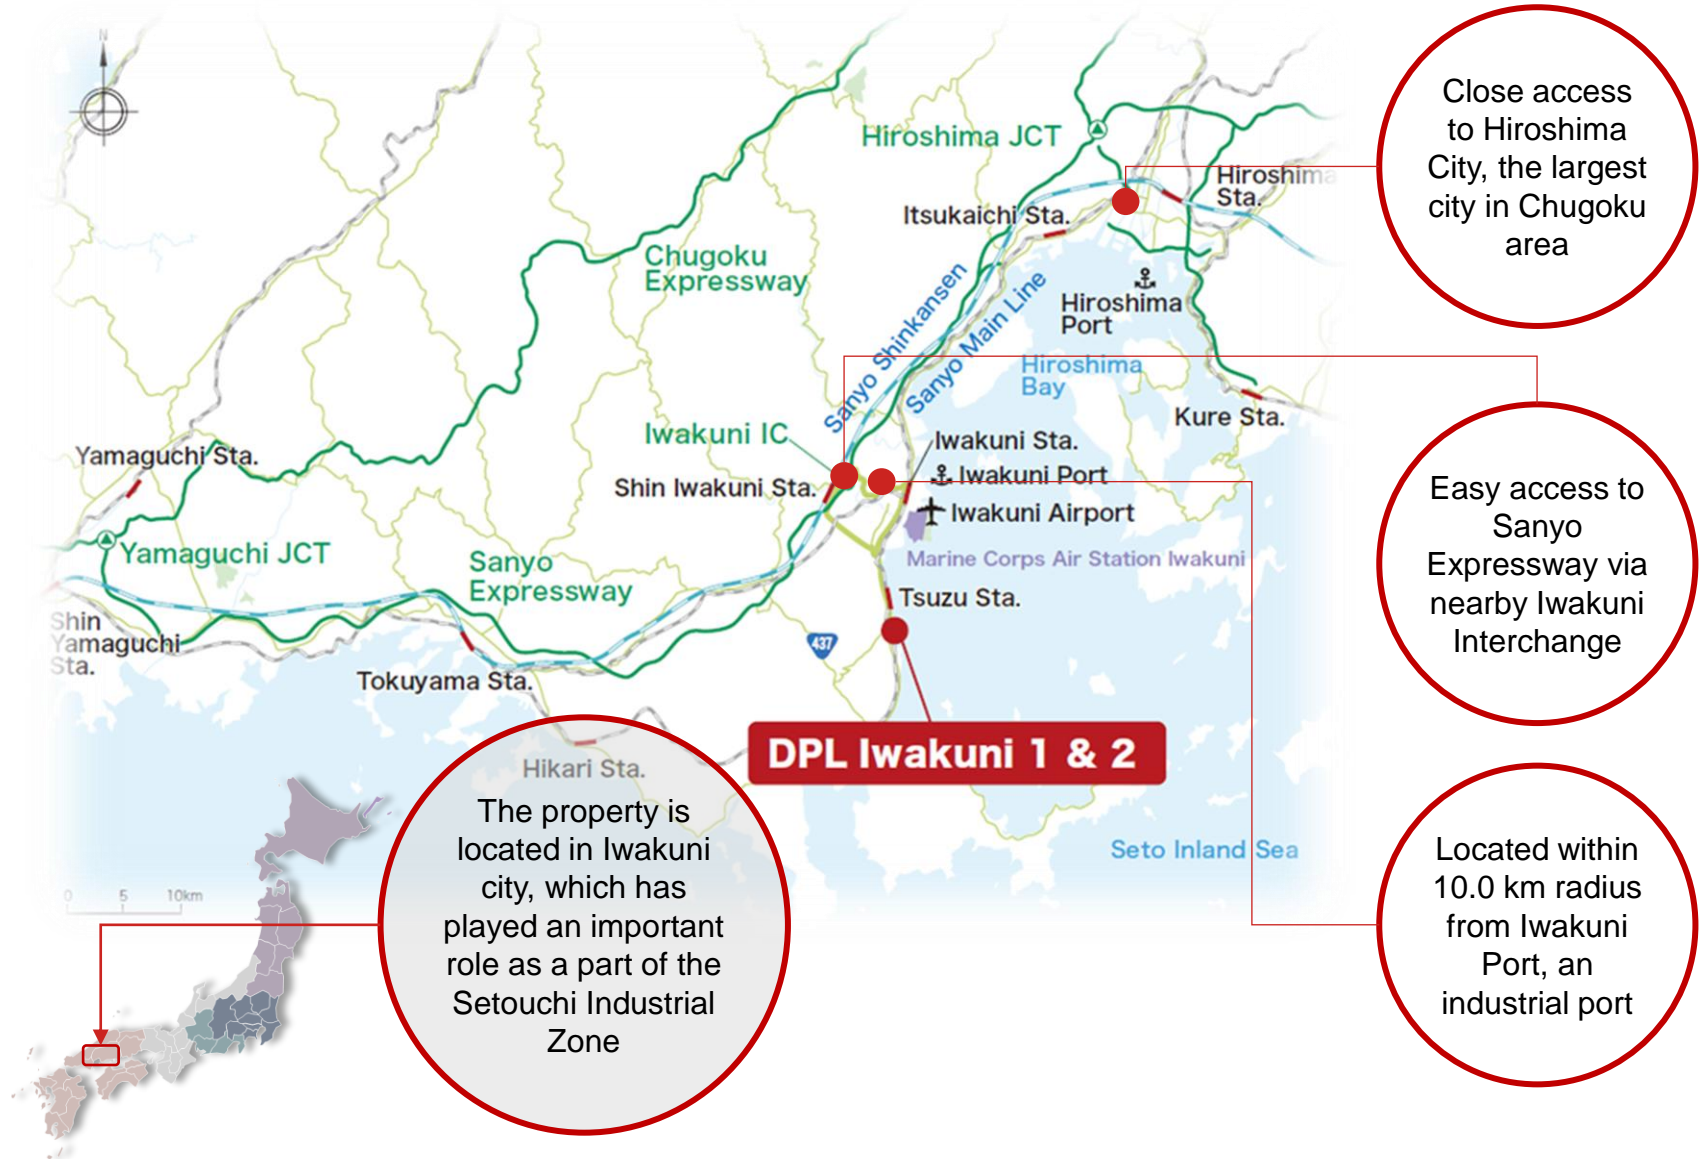 N
Close access
to Hiroshima
City, the largest
city in Chugoku
area
Hiroshima JCT
Hiroshima
Sta.
Itsukaichi Sta.
Chugoku
Expressway
Sanyo Shinkansen
Sanyo Main Line
Hiroshima
Port
Hiroshima
Bay
Kure Sta.
Iwakuni IC
Iwakuni Sta.
Yamaguchi Sta.
Shin Iwakuni Sta.
Iwakuni Port
Iwakuni Airport
Easy access to
Sanyo
Expressway via
nearby Iwakuni
Interchange
Yamaguchi JCT
Sanyo
Expressway
Marine Corps Air Station Iwakuni
Tsuzu Sta.
Shin
Yamaguchi
Sta.
437
Tokuyama Sta.
DPL Iwakuni 1 & 2
Hikari Sta.
The property is
located in Iwakuni
city, which has
played an important
role as a part of the
Setouchi Industrial
Zone
Seto Inland Sea
Located within
10.0 km radius
from Iwakuni
Port, an
industrial port
0 5 10km